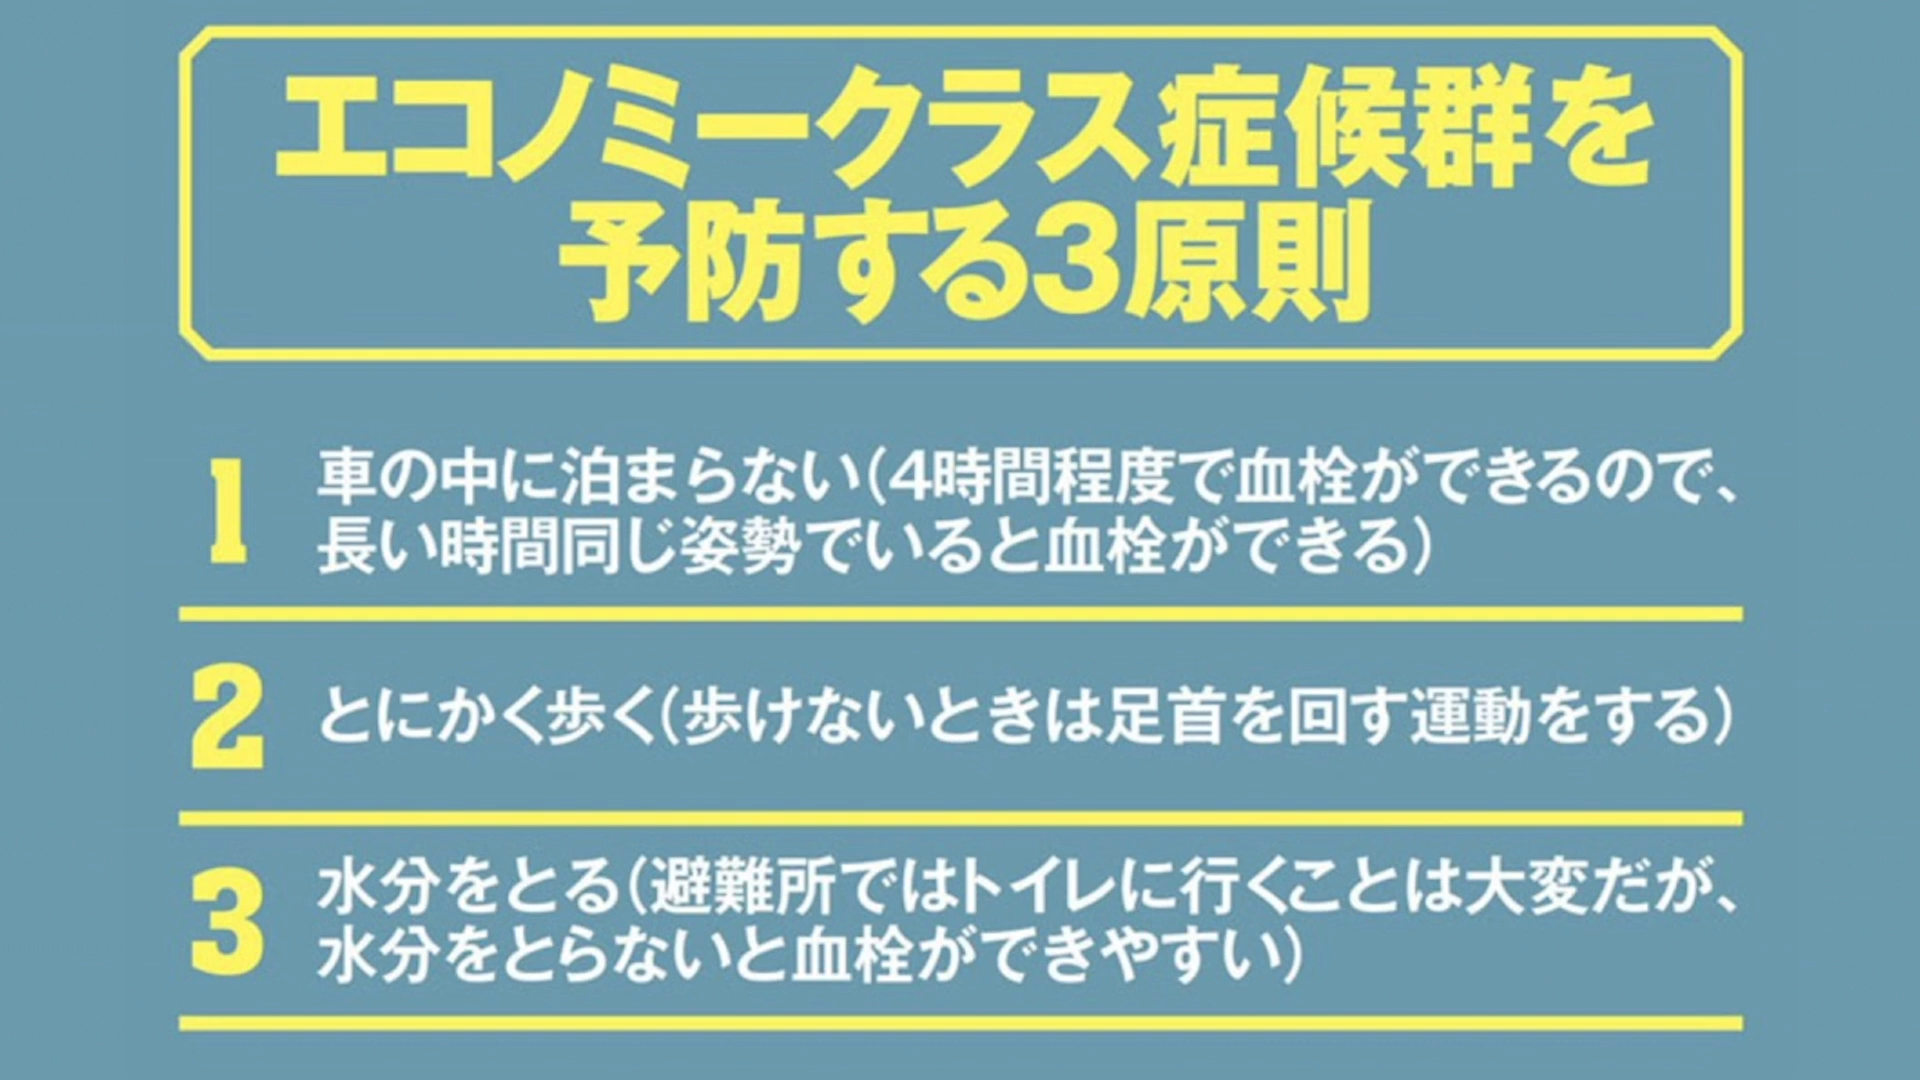 エコノミークラス症候群を
予防する3原則
1
車の中に泊まらない(4時間程度で血栓ができるので、
長い時間同じ姿勢でいると血栓ができる)
2
とにかく歩く(歩けないときは足首を回す運動をする)
3
水分をとる(避難所ではトイレに行くことは大変だが、
水分をとらないと血栓ができやすい)